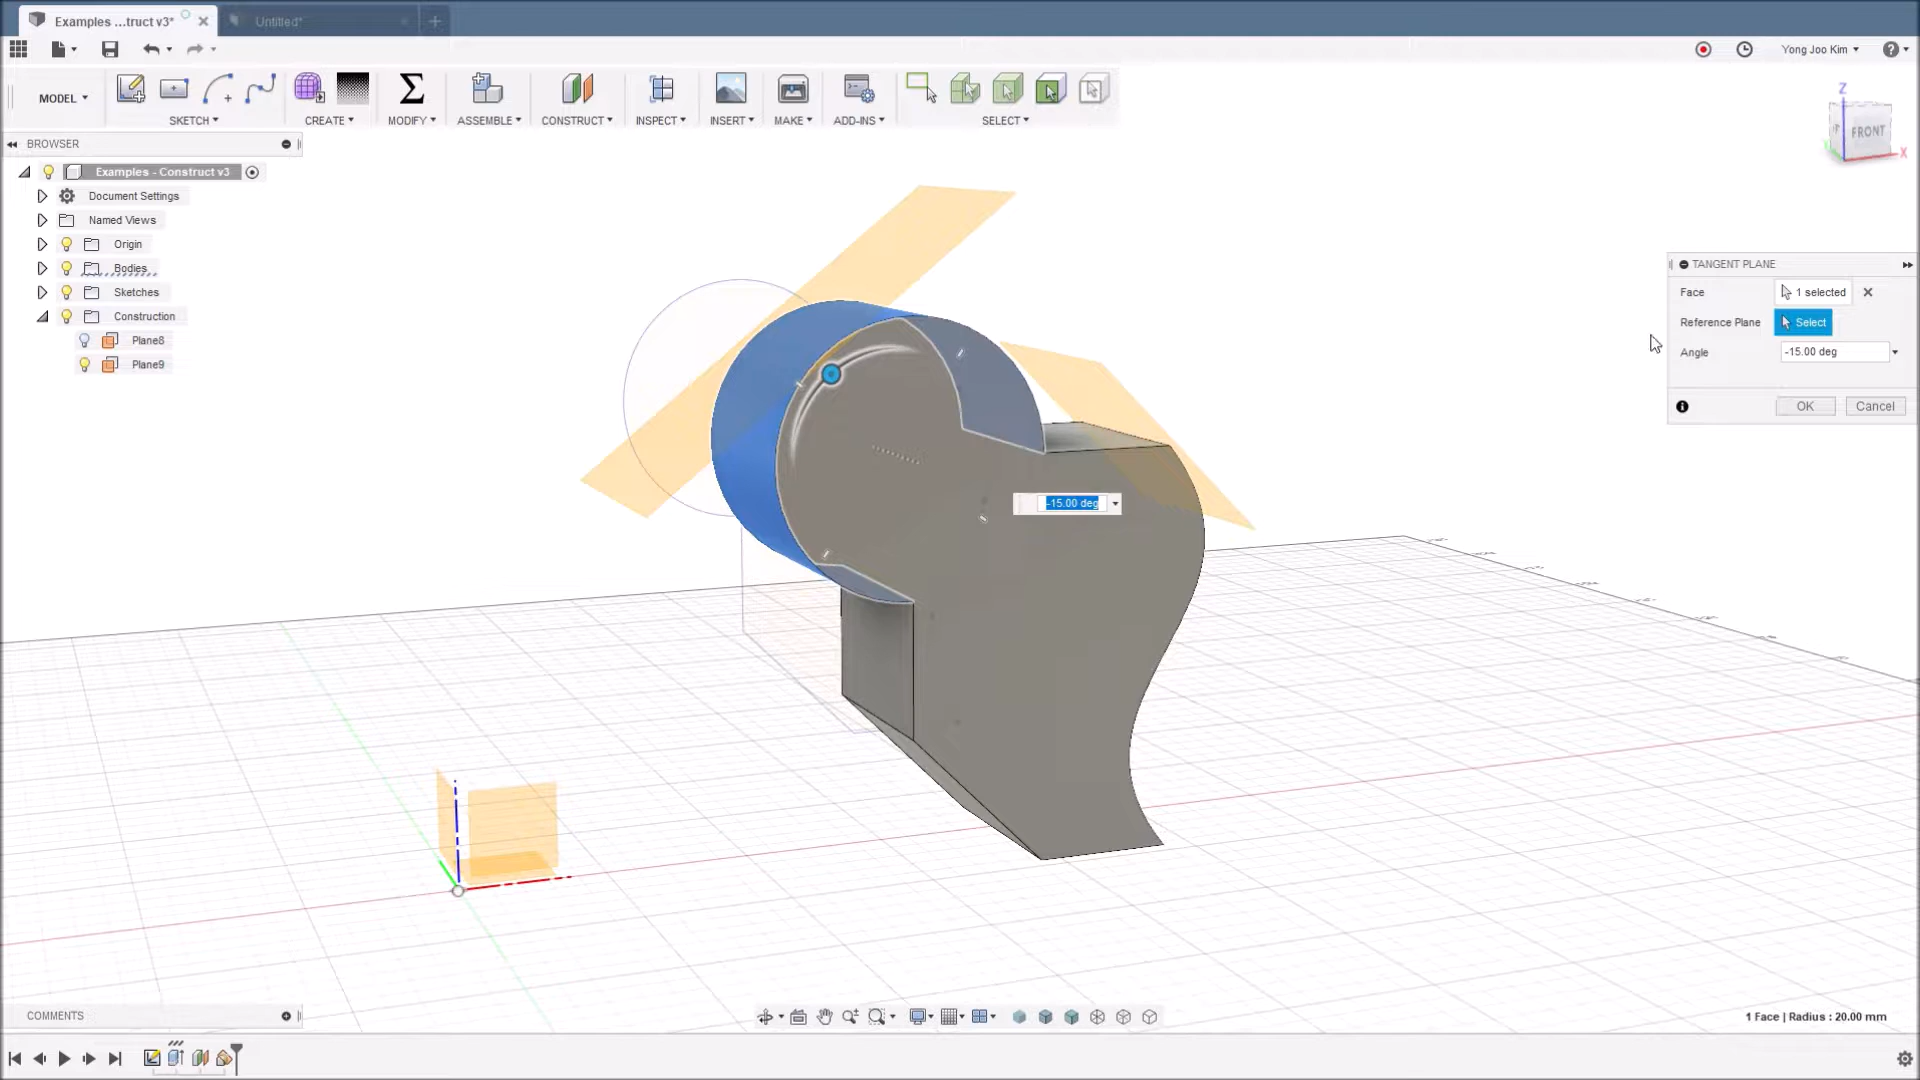 Examples ...truct v3*
Untitled*
Yong Joo Kim
MODEL
SKETCH
CREATE
MODIFY
ASSEMBLE
CONSTRUCT
INSPECT
INSERT
MAKE
ADD-INS
SELECT
Z
FRONT
X
BROWSER
Examples - Construct v3
Document Settings
Named Views
Origin
Bodies
Sketches
Construction
Plane8
Plane9
TANGENT PLANE
Face
1 selected
Reference Plane
Select
Angle
-15.00 deg
OK
Cancel
-15.00 deg
COMMENTS
1 Face | Radius : 20.00 mm